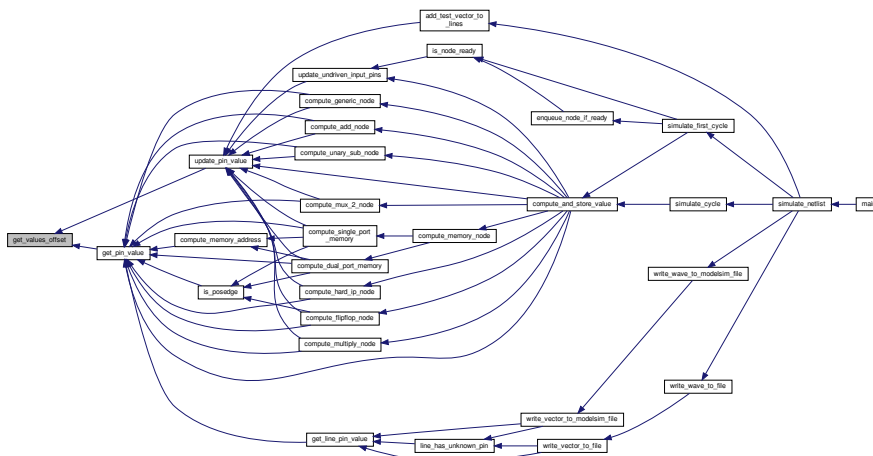 add_test_vector_to
_lines
is_node_ready
update_undriven_input_pins
compute_generic_node
enqueue_node_if_ready
simulate_first_cycle
compute_add_node
compute_unary_sub_node
update_pin_value
compute_mux_2_node
compute_and_store_value
simulate_cycle
simulate_netlist
mai
compute_single_port
_memory
compute_memory_node
get_values_offset
compute_memory_address
get_pin_value
compute_dual_port_memory
write_wave_to_modelsim_file
is_posedge
compute_hard_ip_node
compute_flipflop_node
compute_multiply_node
write_wave_to_file
write_vector_to_modelsim_file
get_line_pin_value
line_has_unknown_pin
write_vector_to_file